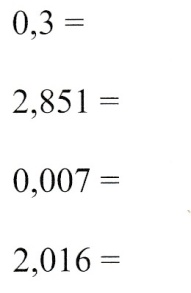 0,3 =
2,851 =
0,007 =
2,016 =